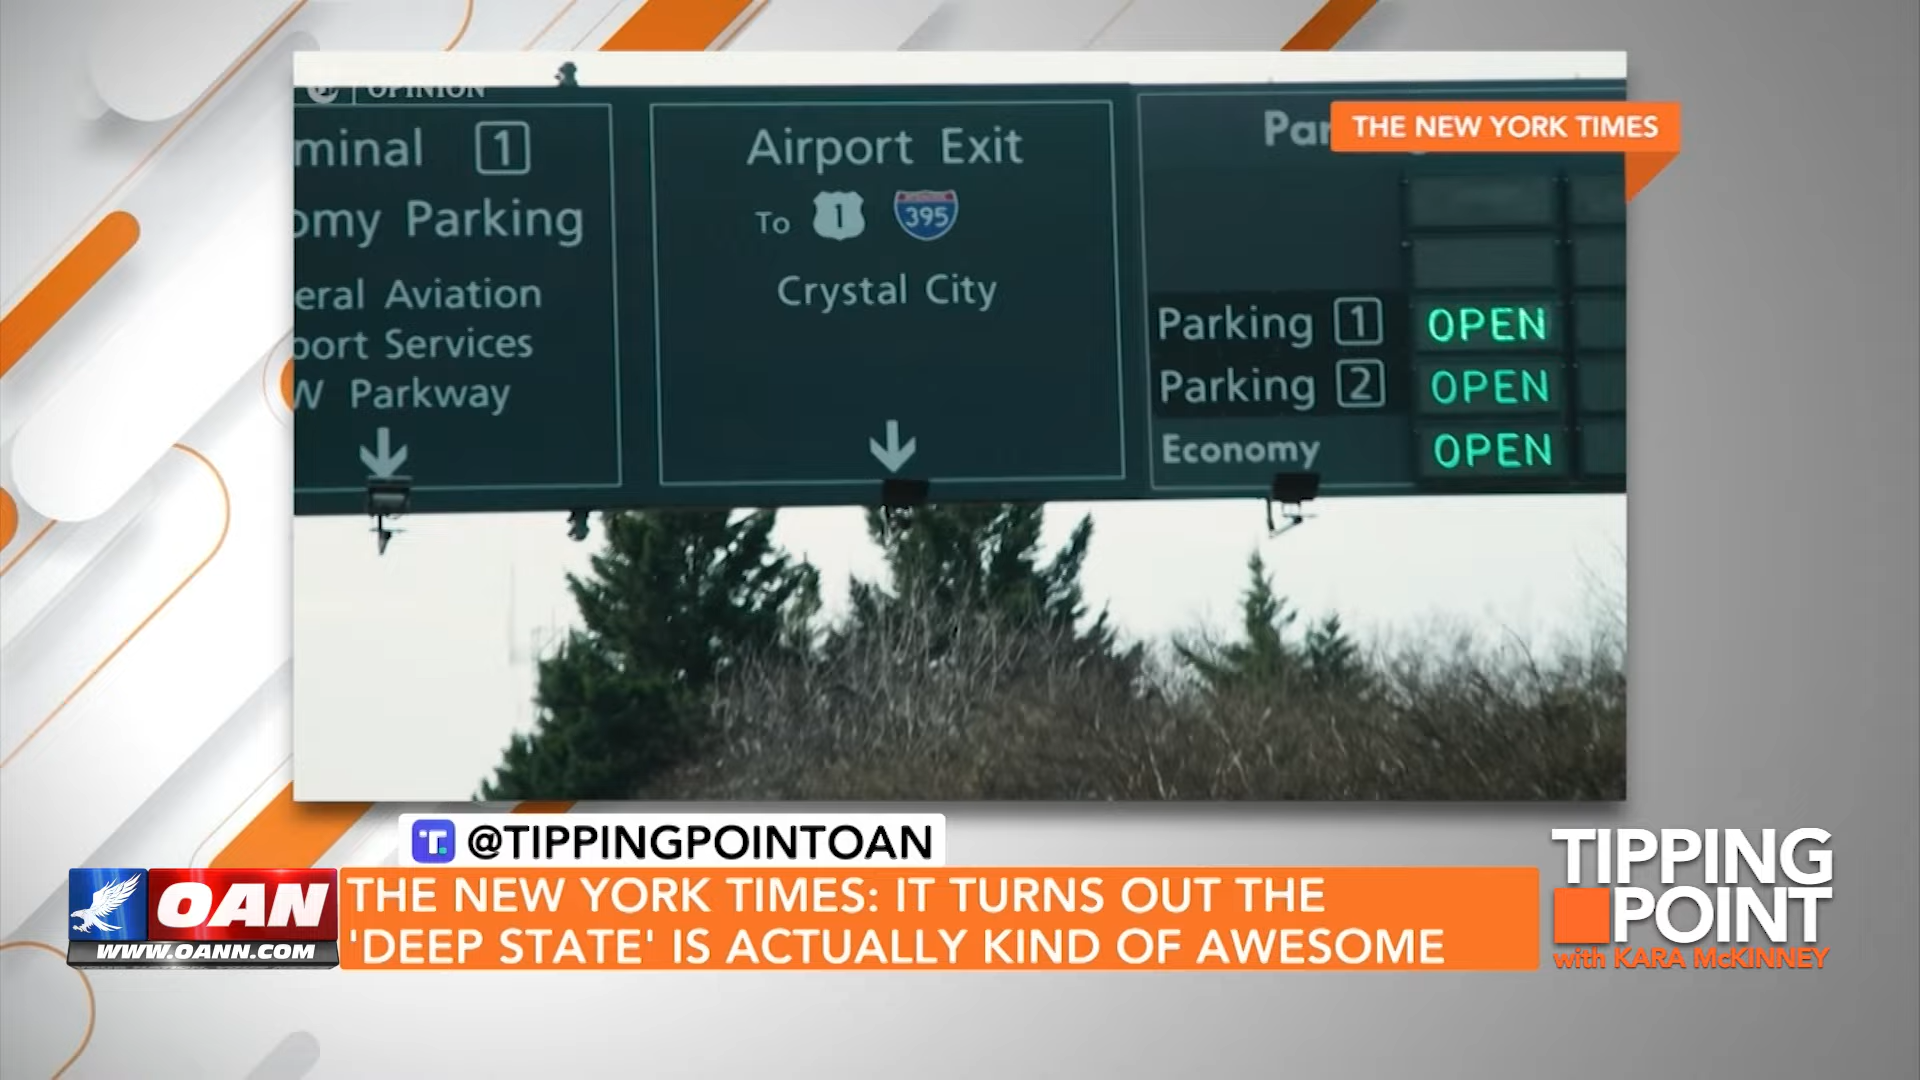 OPINION
THE NEW YORK TIMES
minal 1
omy Parking
eral Aviation
port Services
W Parkway
Airport Exit
To 1 395
Crystal City
Par
Parking 1 OPEN
Parking 2 OPEN
Economy OPEN
T.
@TIPPINGPOINTOAN
OAN
WWW.OANN.COM
THE NEW YORK TIMES: IT TURNS OUT THE
'DEEP STATE' IS ACTUALLY KIND OF AWESOME
TIPPING
POINT
with KARA McKINNEY